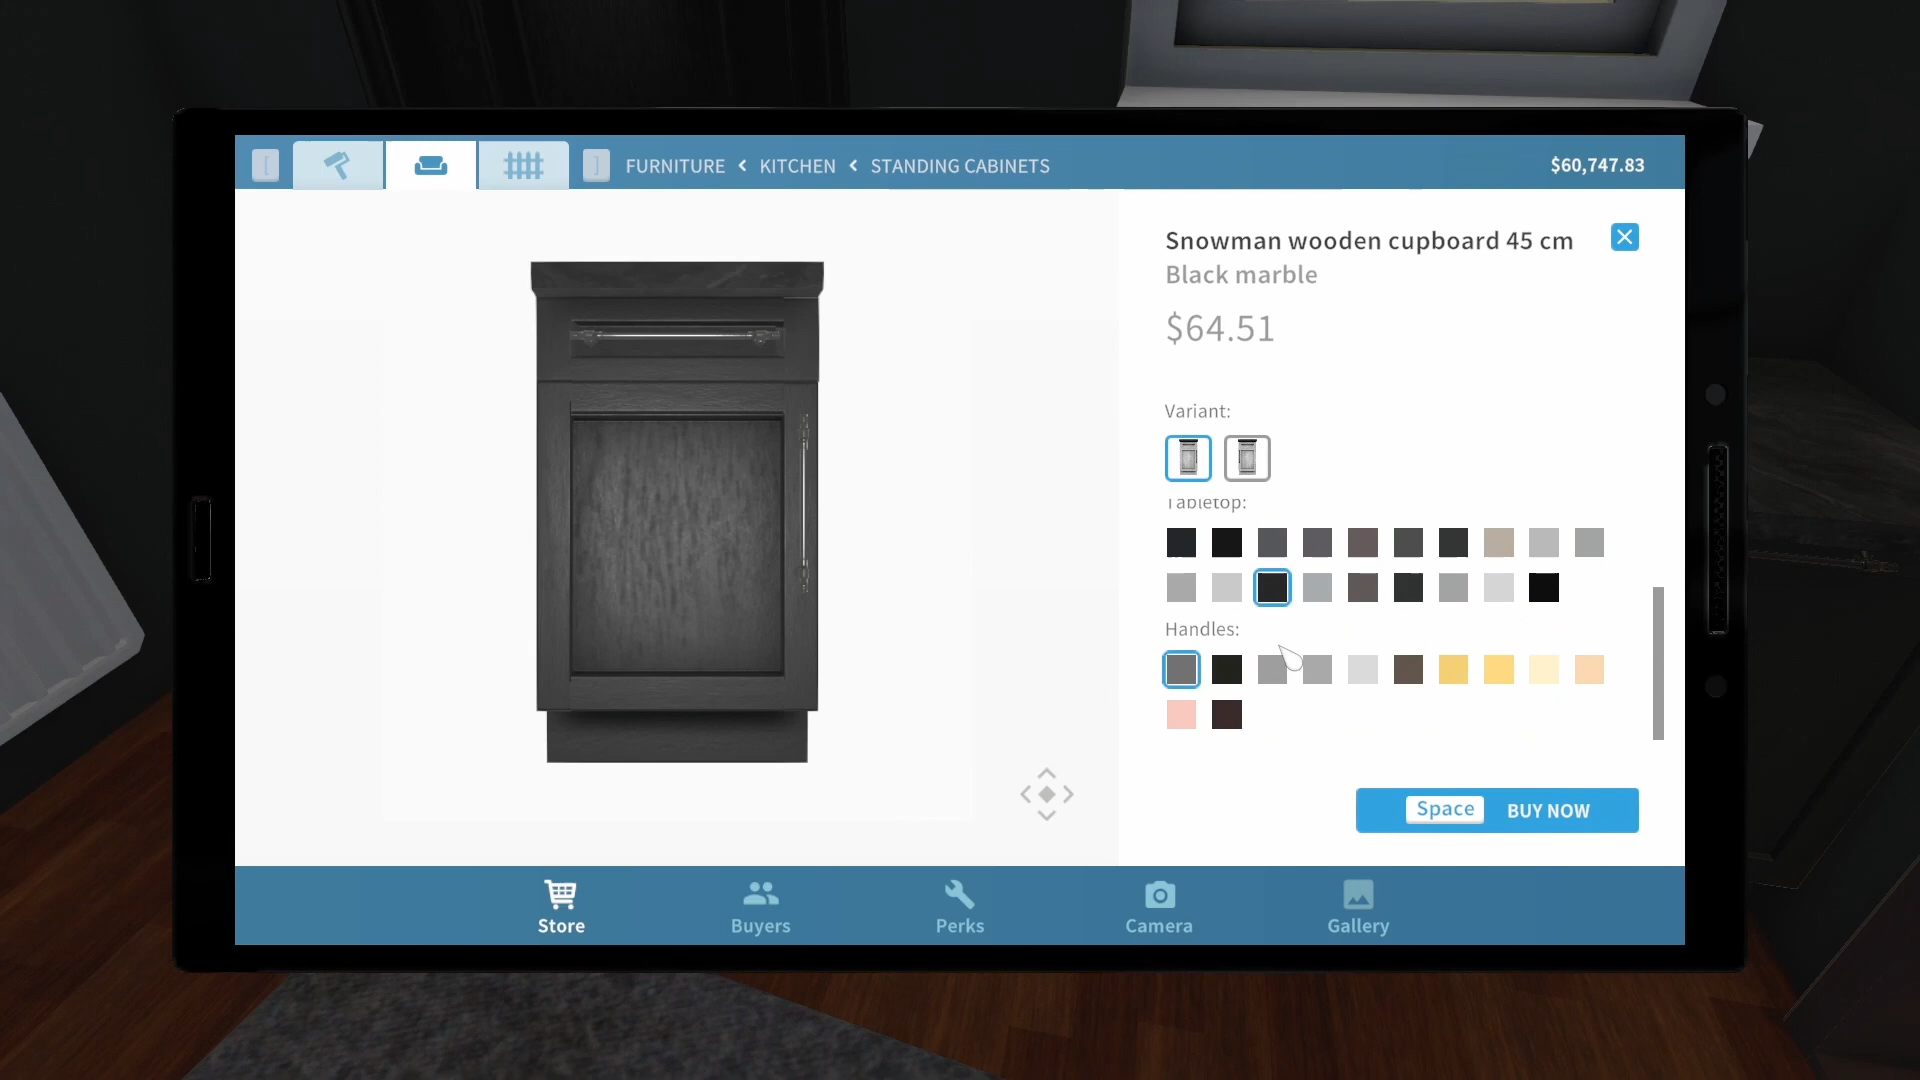 [ ] FURNITURE < KITCHEN < STANDING CABINETS $60,747.83
Snowman wooden cupboard 45 cm
Black marble
$64.51
Variant:
Tabletop:
Handles:
Space BUY NOW
Store Buyers Perks Camera Gallery